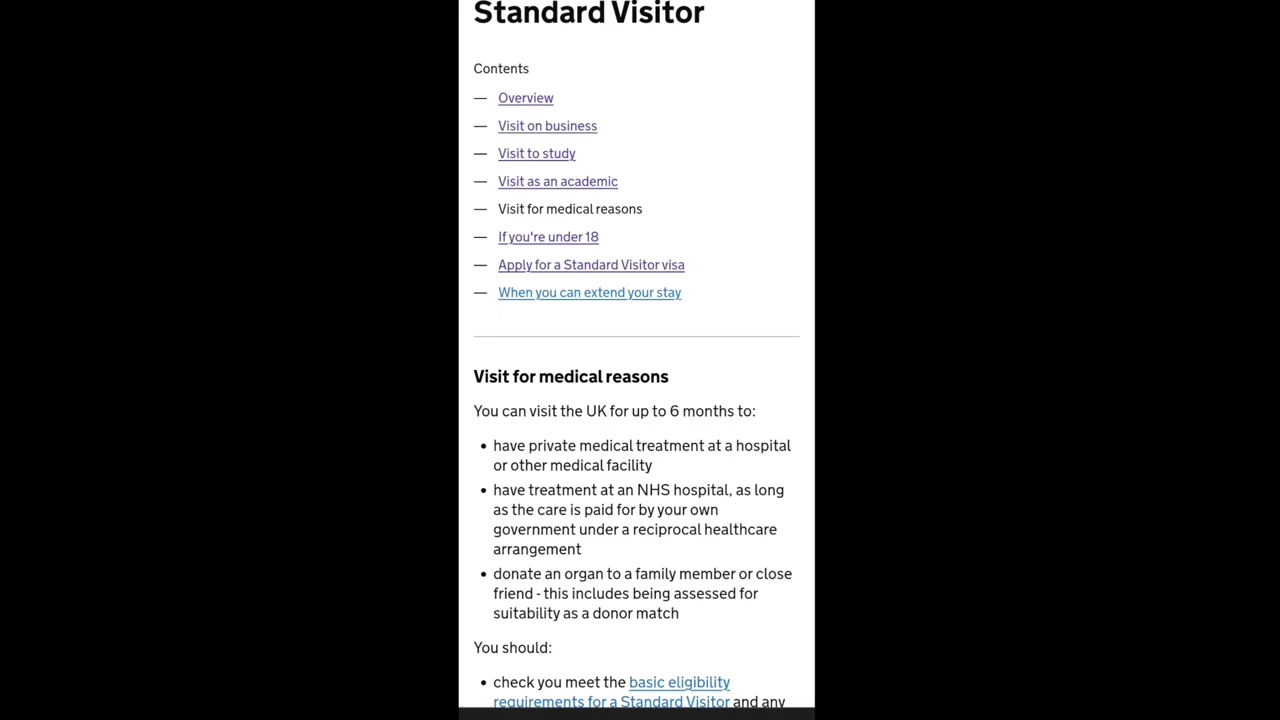 Standard Visitor
Contents
— Overview
— Visit on business
— Visit to study
— Visit as an academic
— Visit for medical reasons
— If you're under 18
— Apply for a Standard Visitor visa
— When you can extend your stay
Visit for medical reasons
You can visit the UK for up to 6 months to:
• have private medical treatment at a hospital
or other medical facility
• have treatment at an NHS hospital, as long
as the care is paid for by your own
government under a reciprocal healthcare
arrangement
• donate an organ to a family member or close
friend - this includes being assessed for
suitability as a donor match
You should:
• check you meet the basic eligibility
requirements for a Standard Visitor and any